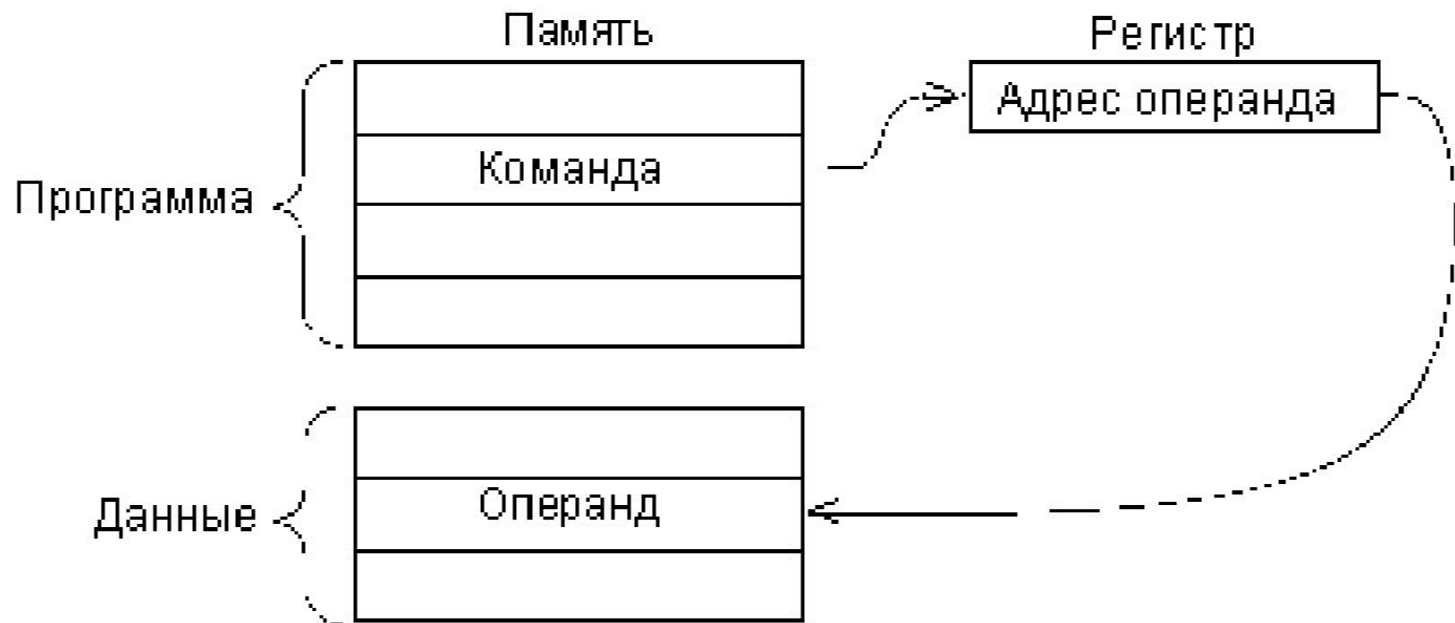 Память
Регистр
Адрес операнда
Команда
Программа
Операнд
Данные